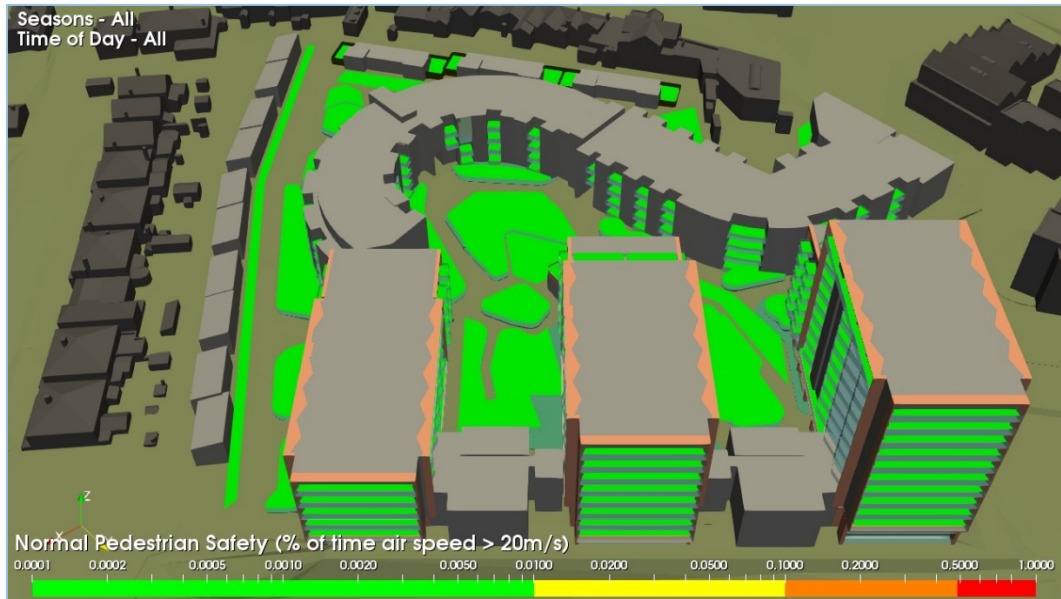 Seasons - All
Time of Day - All
Z
X
Normal Pedestrian Safety (% of time air speed > 20m/s)
0.0001 0.0002 0.0005 0.0010 0.0020 0.0050 0.0100 0.0200 0.0500 0.1000 0.2000 0.5000 1.0000